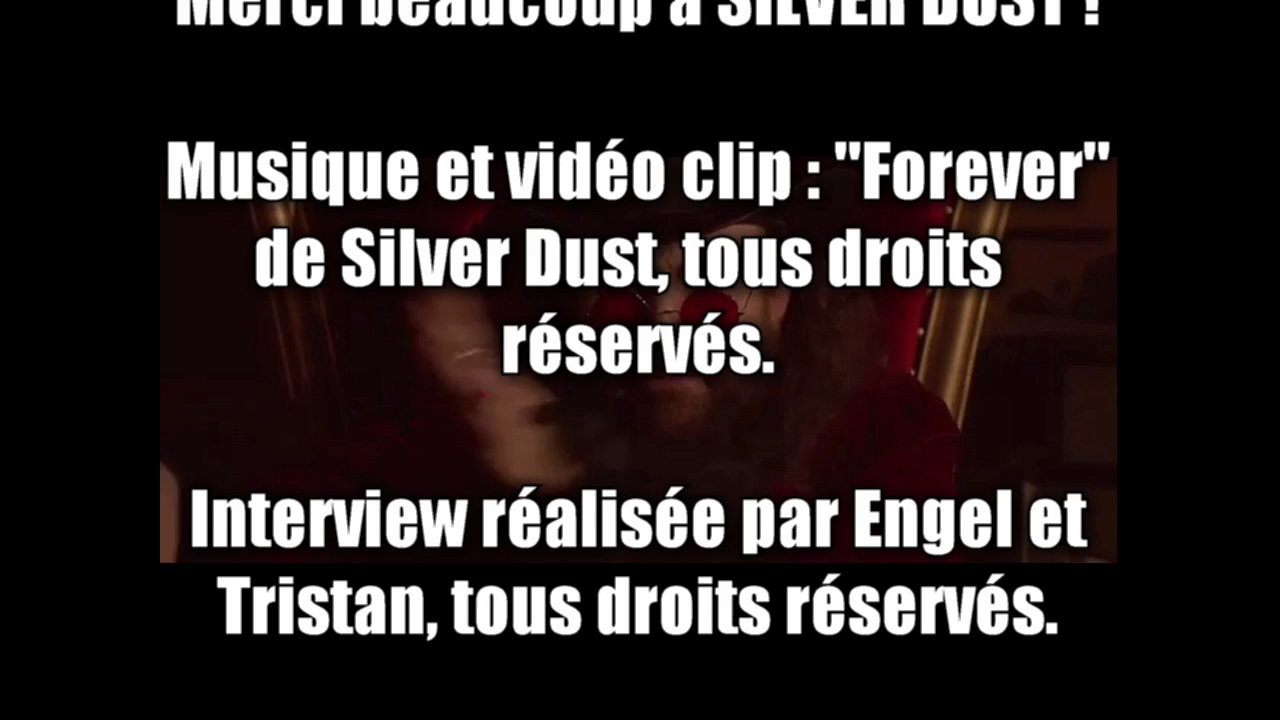 Merci beaucoup à SILVER DUST !
Musique et vidéo clip : "Forever"
de Silver Dust, tous droits
réservés.
Interview réalisée par Engel et
Tristan, tous droits réservés.